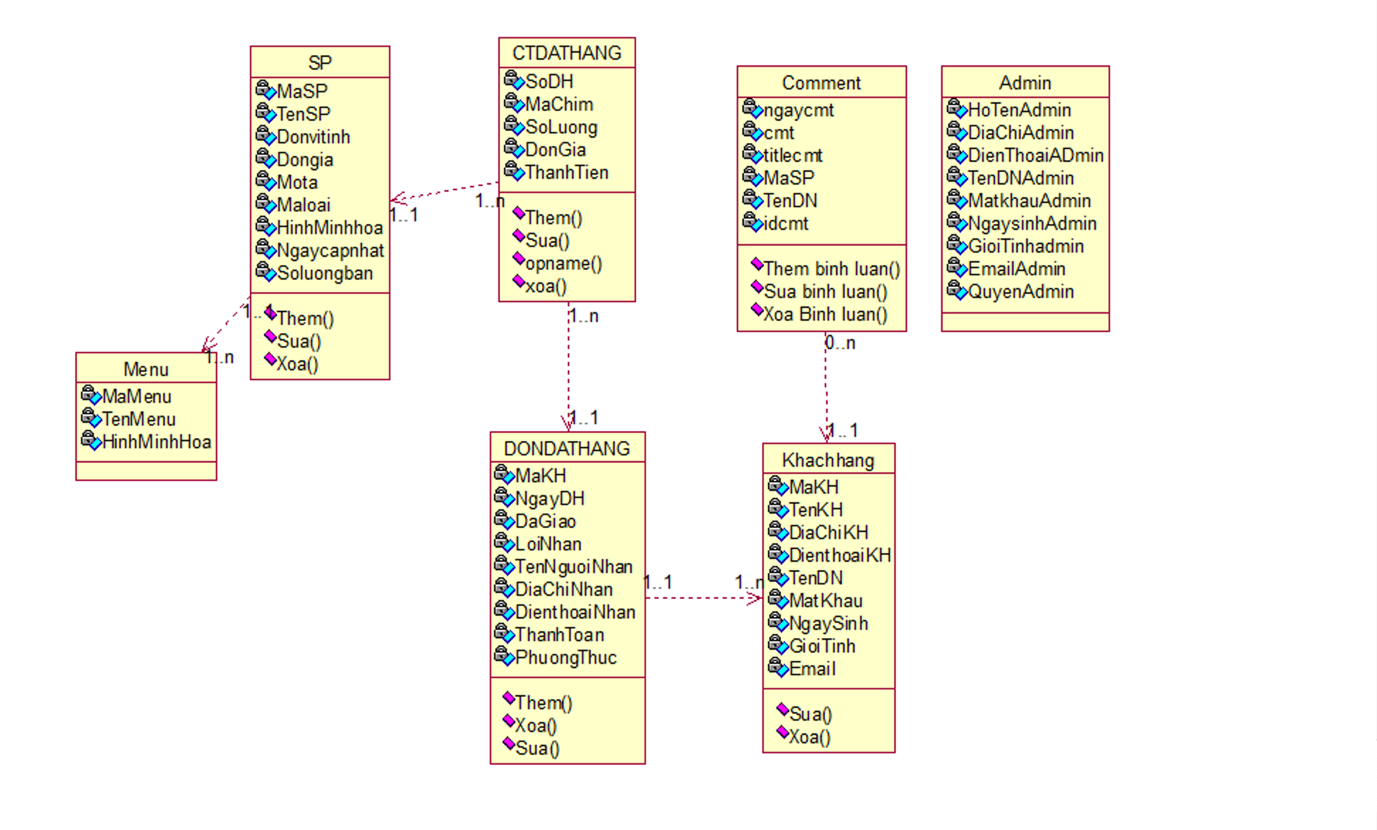 SP
MaSP
TenSP
Donvitinh
Dongia
Mota
Maloai
HinhMinhhoa
Ngaycapnhat
Soluongban
Them()
Sua()
Xoa()
CTDATHANG
SoDH
MaChim
SoLuong
DonGia
ThanhTien
Them()
Sua()
opname()
xoa()
Comment
ngaycmt
cmt
titlecmt
MaSP
TenDN
idcmt
Them binh luan()
Sua binh luan()
Xoa Binh luan()
Admin
HoTenAdmin
DiaChiAdmin
DienThoaiADmin
TenDNAdmin
MatkhauAdmin
NgaysinhAdmin
GioiTinhadmin
EmailAdmin
QuyenAdmin
1..1
1..n
1..1
1..n
1..n
1..1
0..n
1..1
Menu
MaMenu
TenMenu
HinhMinhHoa
DONDATHANG
MaKH
NgayDH
DaGiao
LoiNhan
TenNguoiNhan
DiaChiNhan
DienthoaiNhan
ThanhToan
PhuongThuc
Them()
Xoa()
Sua()
1..1
1..n
Khachhang
MaKH
TenKH
DiaChiKH
DienthoaiKH
TenDN
MatKhau
NgaySinh
GioiTinh
Email
Sua()
Xoa()